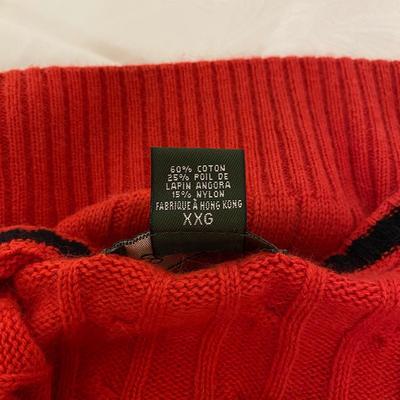 60% COTON
25% POIL DE
LAPIN ANGORA
15% NYLON
FABRIQUÉ À HONG KONG
XXG